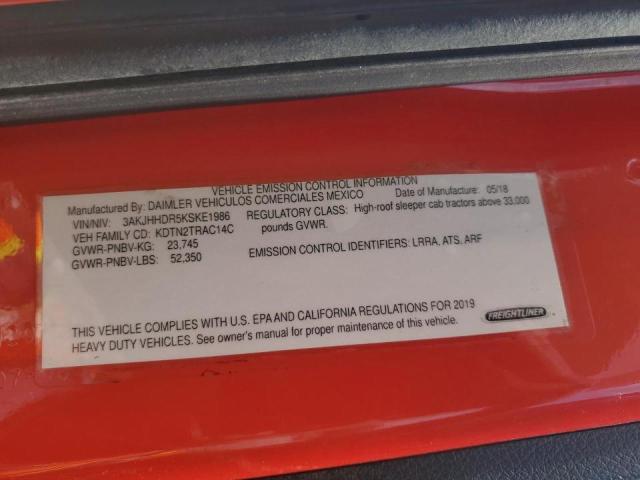 VEHICLE EMISSION CONTROL INFORMATION
Manufactured By: DAIMLER VEHICULOS COMERCIALES MEXICO Date of Manufacture: 05/18
VIN/NIV: 3AKJHHDR5KSKE1986 REGULATORY CLASS: High-roof sleeper cab tractors above 33,000
VEH FAMILY CD: KDTN2TRAC14C pounds GVWR.
GVWR-PNBV-KG: 23,745
GVWR-PNBV-LBS: 52,350 EMISSION CONTROL IDENTIFIERS: LRRA, ATS, ARF
THIS VEHICLE COMPLIES WITH U.S. EPA AND CALIFORNIA REGULATIONS FOR 2019
HEAVY DUTY VEHICLES. See owner's manual for proper maintenance of this vehicle.
FREIGHTLINER